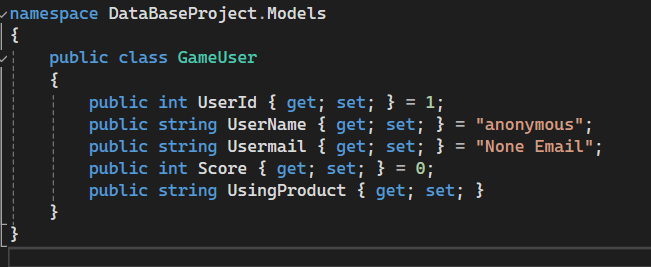 namespace DataBaseProject.Models
{
    public class GameUser
    {
        public int UserId { get; set; } = 1;
        public string UserName { get; set; } = "anonymous";
        public string Usermail { get; set; } = "None Email";
        public int Score { get; set; } = 0;
        public string UsingProduct { get; set; }
    }
}